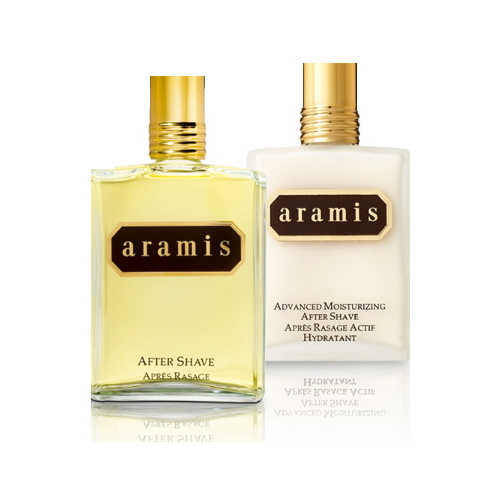 aramis
AFTER SHAVE
APRÈS RASAGE
aramis
ADVANCED MOISTURIZING
AFTER SHAVE
APRÈS RASAGE ACTIF
HYDRATANT